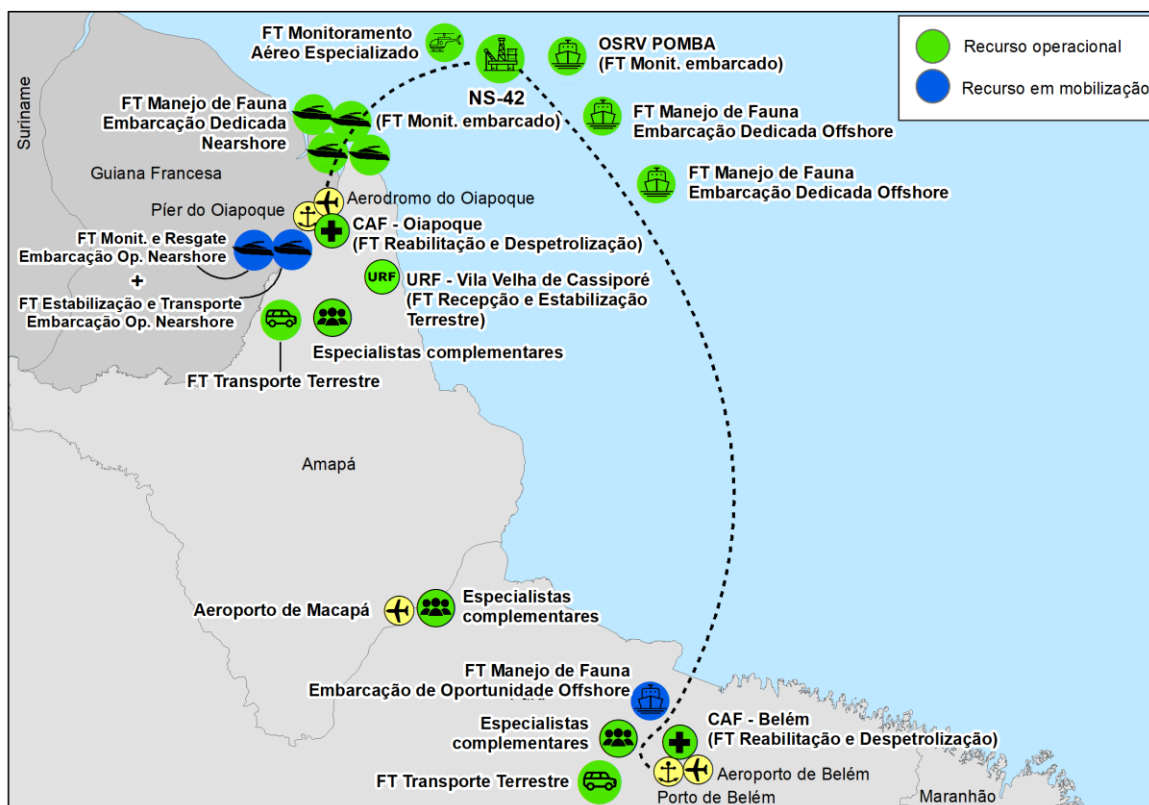 FT Monitoramento
Aéreo Especializado
OSRV POMBA
(FT Monit. embarcado)
Recurso operacional
Recurso em mobilização
NS-42
(FT Monit. embarcado)
Suriname
FT Manejo de Fauna
Embarcação Dedicada
Nearshore
FT Manejo de Fauna
Embarcação Dedicada Offshore
FT Manejo de Fauna
Embarcação Dedicada Offshore
Guiana Francesa
Aerodromo do Oiapoque
Píer do Oiapoque
CAF - Oiapoque
(FT Reabilitação e Despetrolização)
FT Monit. e Resgate
Embarcação Op. Nearshore
+
FT Estabilização e Transporte
Embarcação Op. Nearshore
URF
URF - Vila Velha de Cassiporé
(FT Recepção e Estabilização
Terrestre)
Especialistas complementares
FT Transporte Terrestre
Amapá
Aeroporto de Macapá
Especialistas
complementares
FT Manejo de Fauna
Embarcação de Oportunidade Offshore
Especialistas
complementares
CAF - Belém
(FT Reabilitação e Despetrolização)
FT Transporte Terrestre
Aeroporto de Belém
Porto de Belém
Maranhão